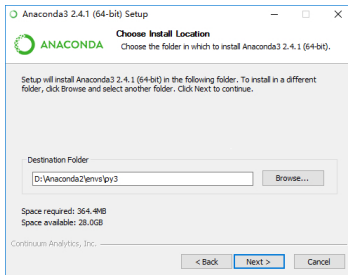 Anaconda3 2.4.1 (64-bit) Setup
ANACONDA
Choose Install Location
Choose the folder in which to install Anaconda3 2.4.1 (64-bit).
Setup will install Anaconda3 2.4.1 (64-bit) in the following folder. To install in a different
folder, click Browse and select another folder. Click Next to continue.
Destination Folder
D:\Anaconda2\envs\py3
Browse...
Space required: 364.4MB
Space available: 28.0GB
Continuum Analytics, Inc.
< Back
Next >
Cancel